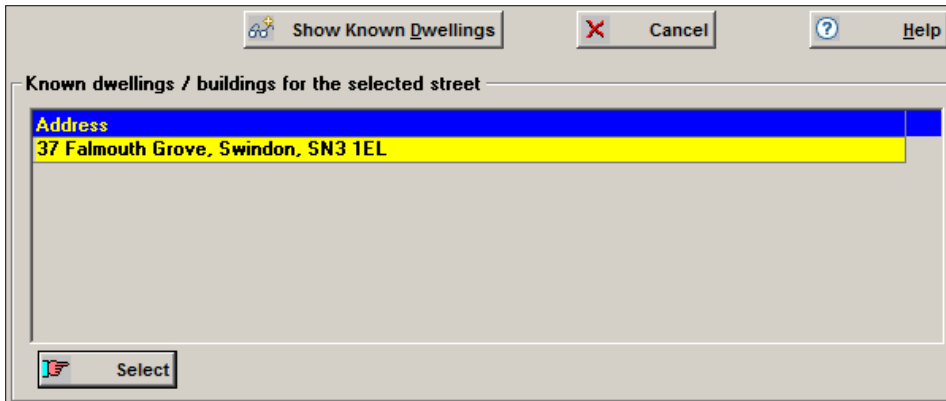 Show Known Dwellings Cancel Help
Known dwellings / buildings for the selected street
Address
37 Falmouth Grove, Swindon, SN3 1EL
Select